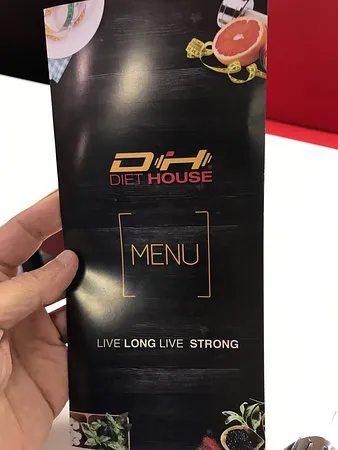 DH
DIET HOUSE
MENU
LIVE LONG LIVE STRONG